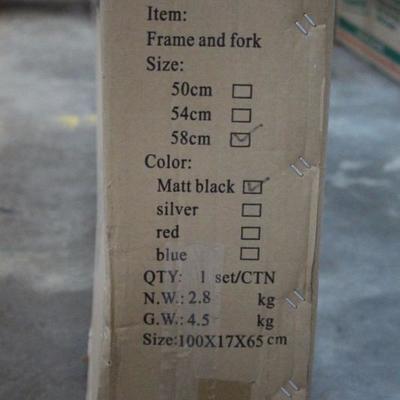 Item:
Frame and fork
Size:
50cm
54cm
58cm
Color:
Matt black
silver
red
blue
QTY: 1 set/CTN
N.W.: 2.8 kg
G.W.: 4.5 kg
Size:100X17X65 cm